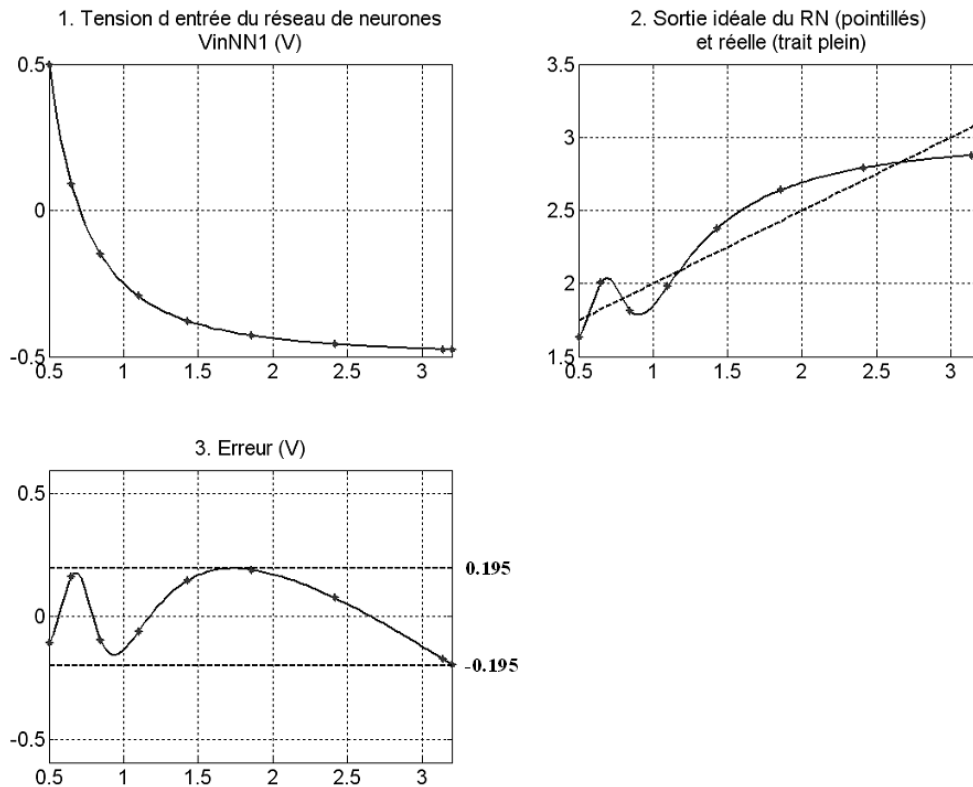 1. Tension d entrée du réseau de neurones
VinNN1 (V)
0.5
0
-0.5
0.5 1 1.5 2 2.5 3
2. Sortie idéale du RN (pointillés)
et réelle (trait plein)
3.5
3
2.5
2
1.5
0.5 1 1.5 2 2.5 3
3. Erreur (V)
0.5
0
-0.5
0.195
-0.195
0.5 1 1.5 2 2.5 3